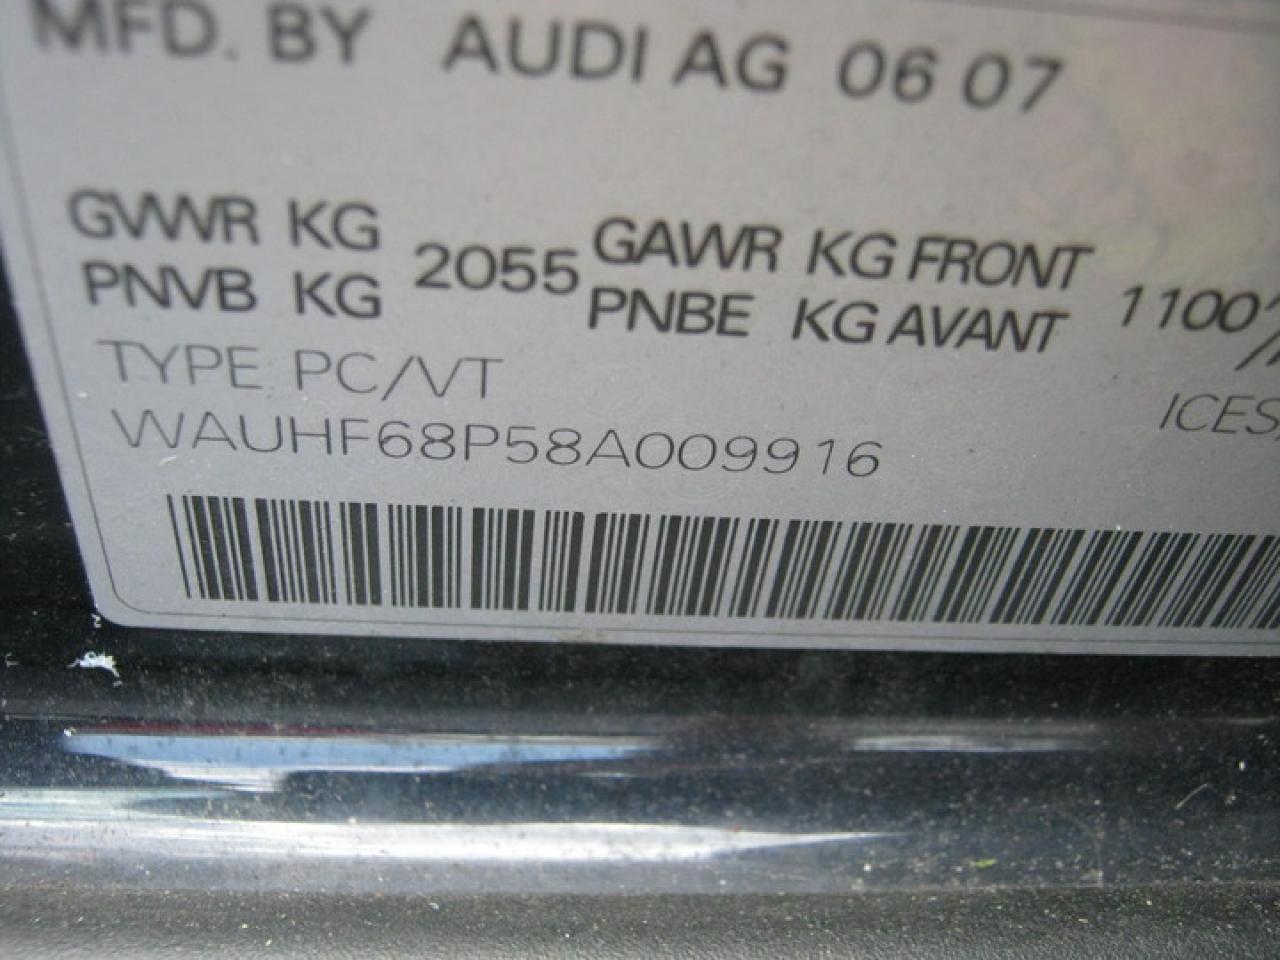 MFD. BY AUDI AG 06 07
GVWR KG 2055 GAWR KG FRONT 1100
PNVB KG PNBE KG AVANT
TYPE PC/VT
WAUHF68P58A009916